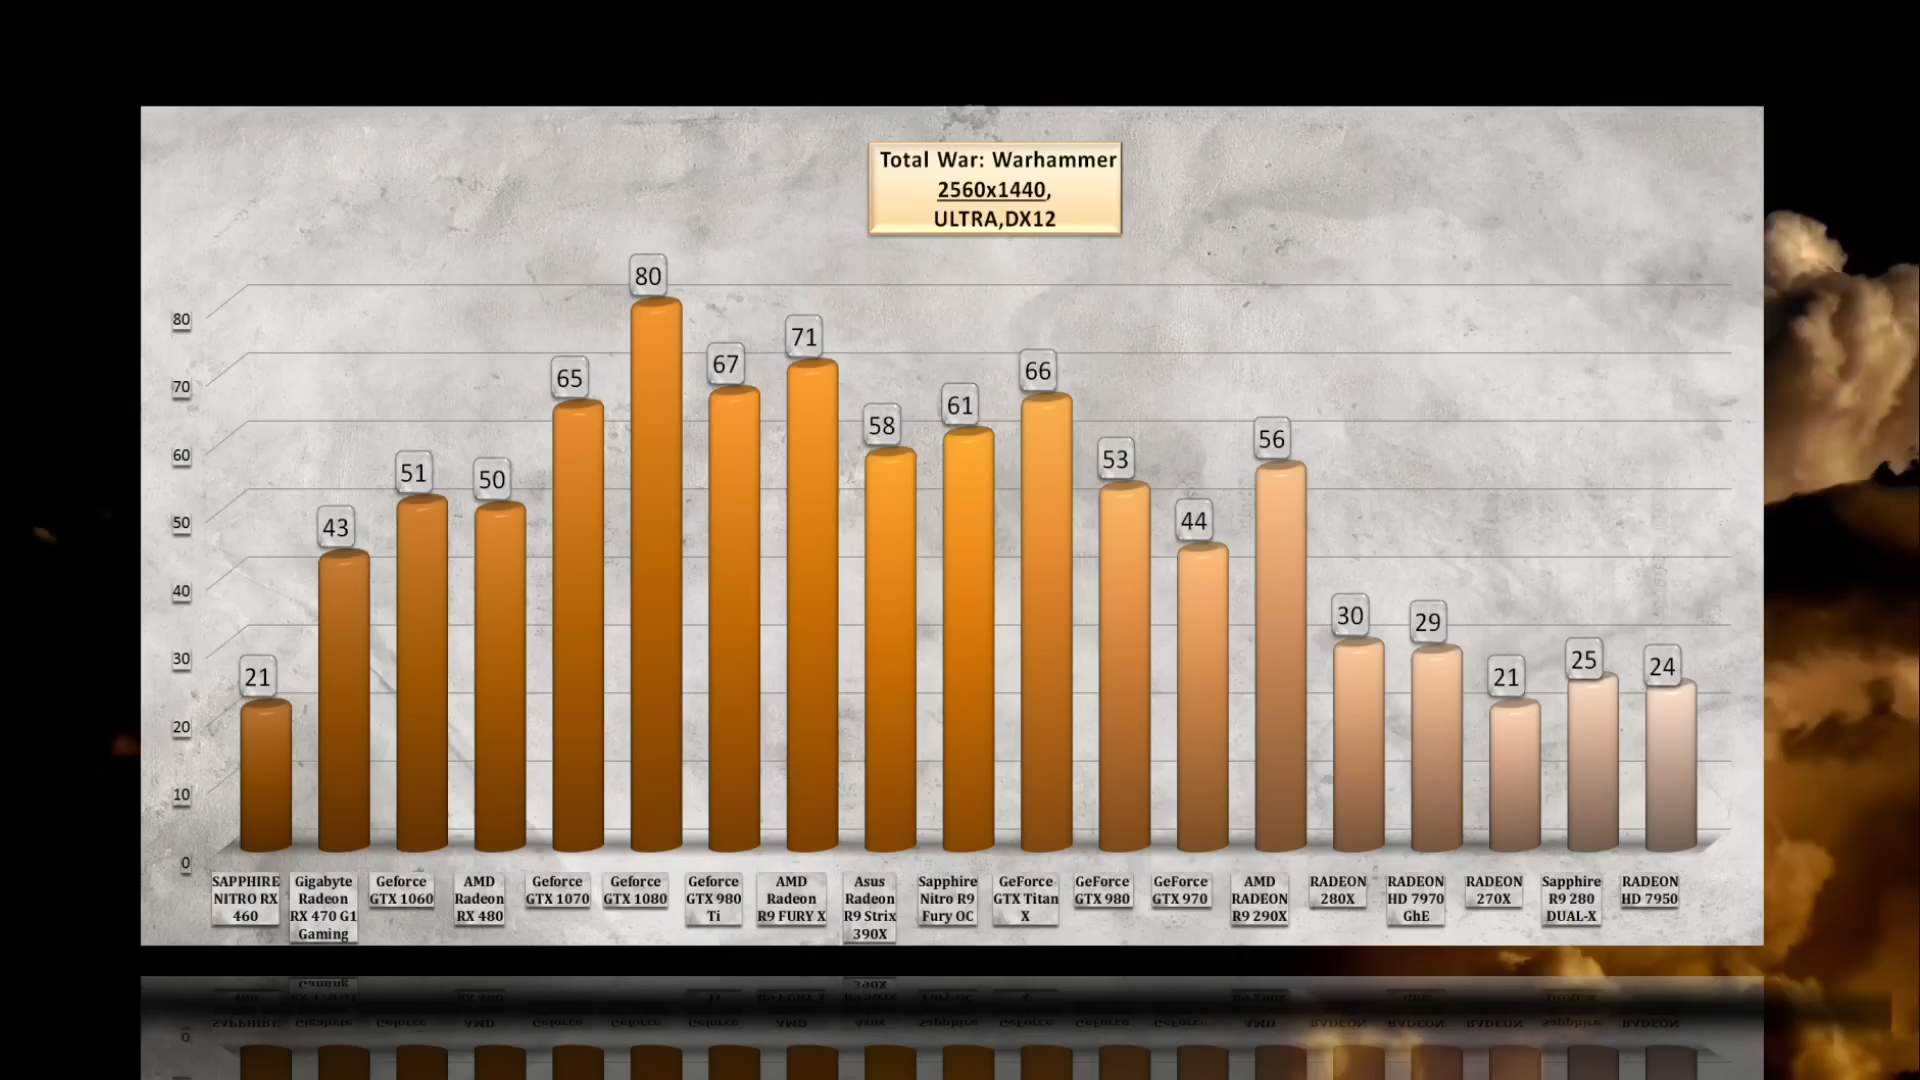 Total War: Warhammer
2560x1440,
ULTRA,DX12
80
70
60
50
40
30
20
10
0
21
43
51
50
65
80
67
71
58
61
66
53
44
56
30
29
21
25
24
SAPPHIRE
NITRO RX
460
Gigabyte
Radeon
RX 470 G1
Gaming
Geforce
GTX 1060
AMD
Radeon
RX 480
Geforce
GTX 1070
Geforce
GTX 1080
Geforce
GTX 980
Ti
AMD
Radeon
R9 FURY X
Asus
Radeon
R9 Strix
390X
Sapphire
Nitro R9
Fury OC
GeForce
GTX Titan
X
GeForce
GTX 980
GeForce
GTX 970
AMD
RADEON
R9 290X
RADEON
280X
RADEON
HD 7970
GhE
RADEON
270X
Sapphire
R9 280
DUAL-X
RADEON
HD 7950